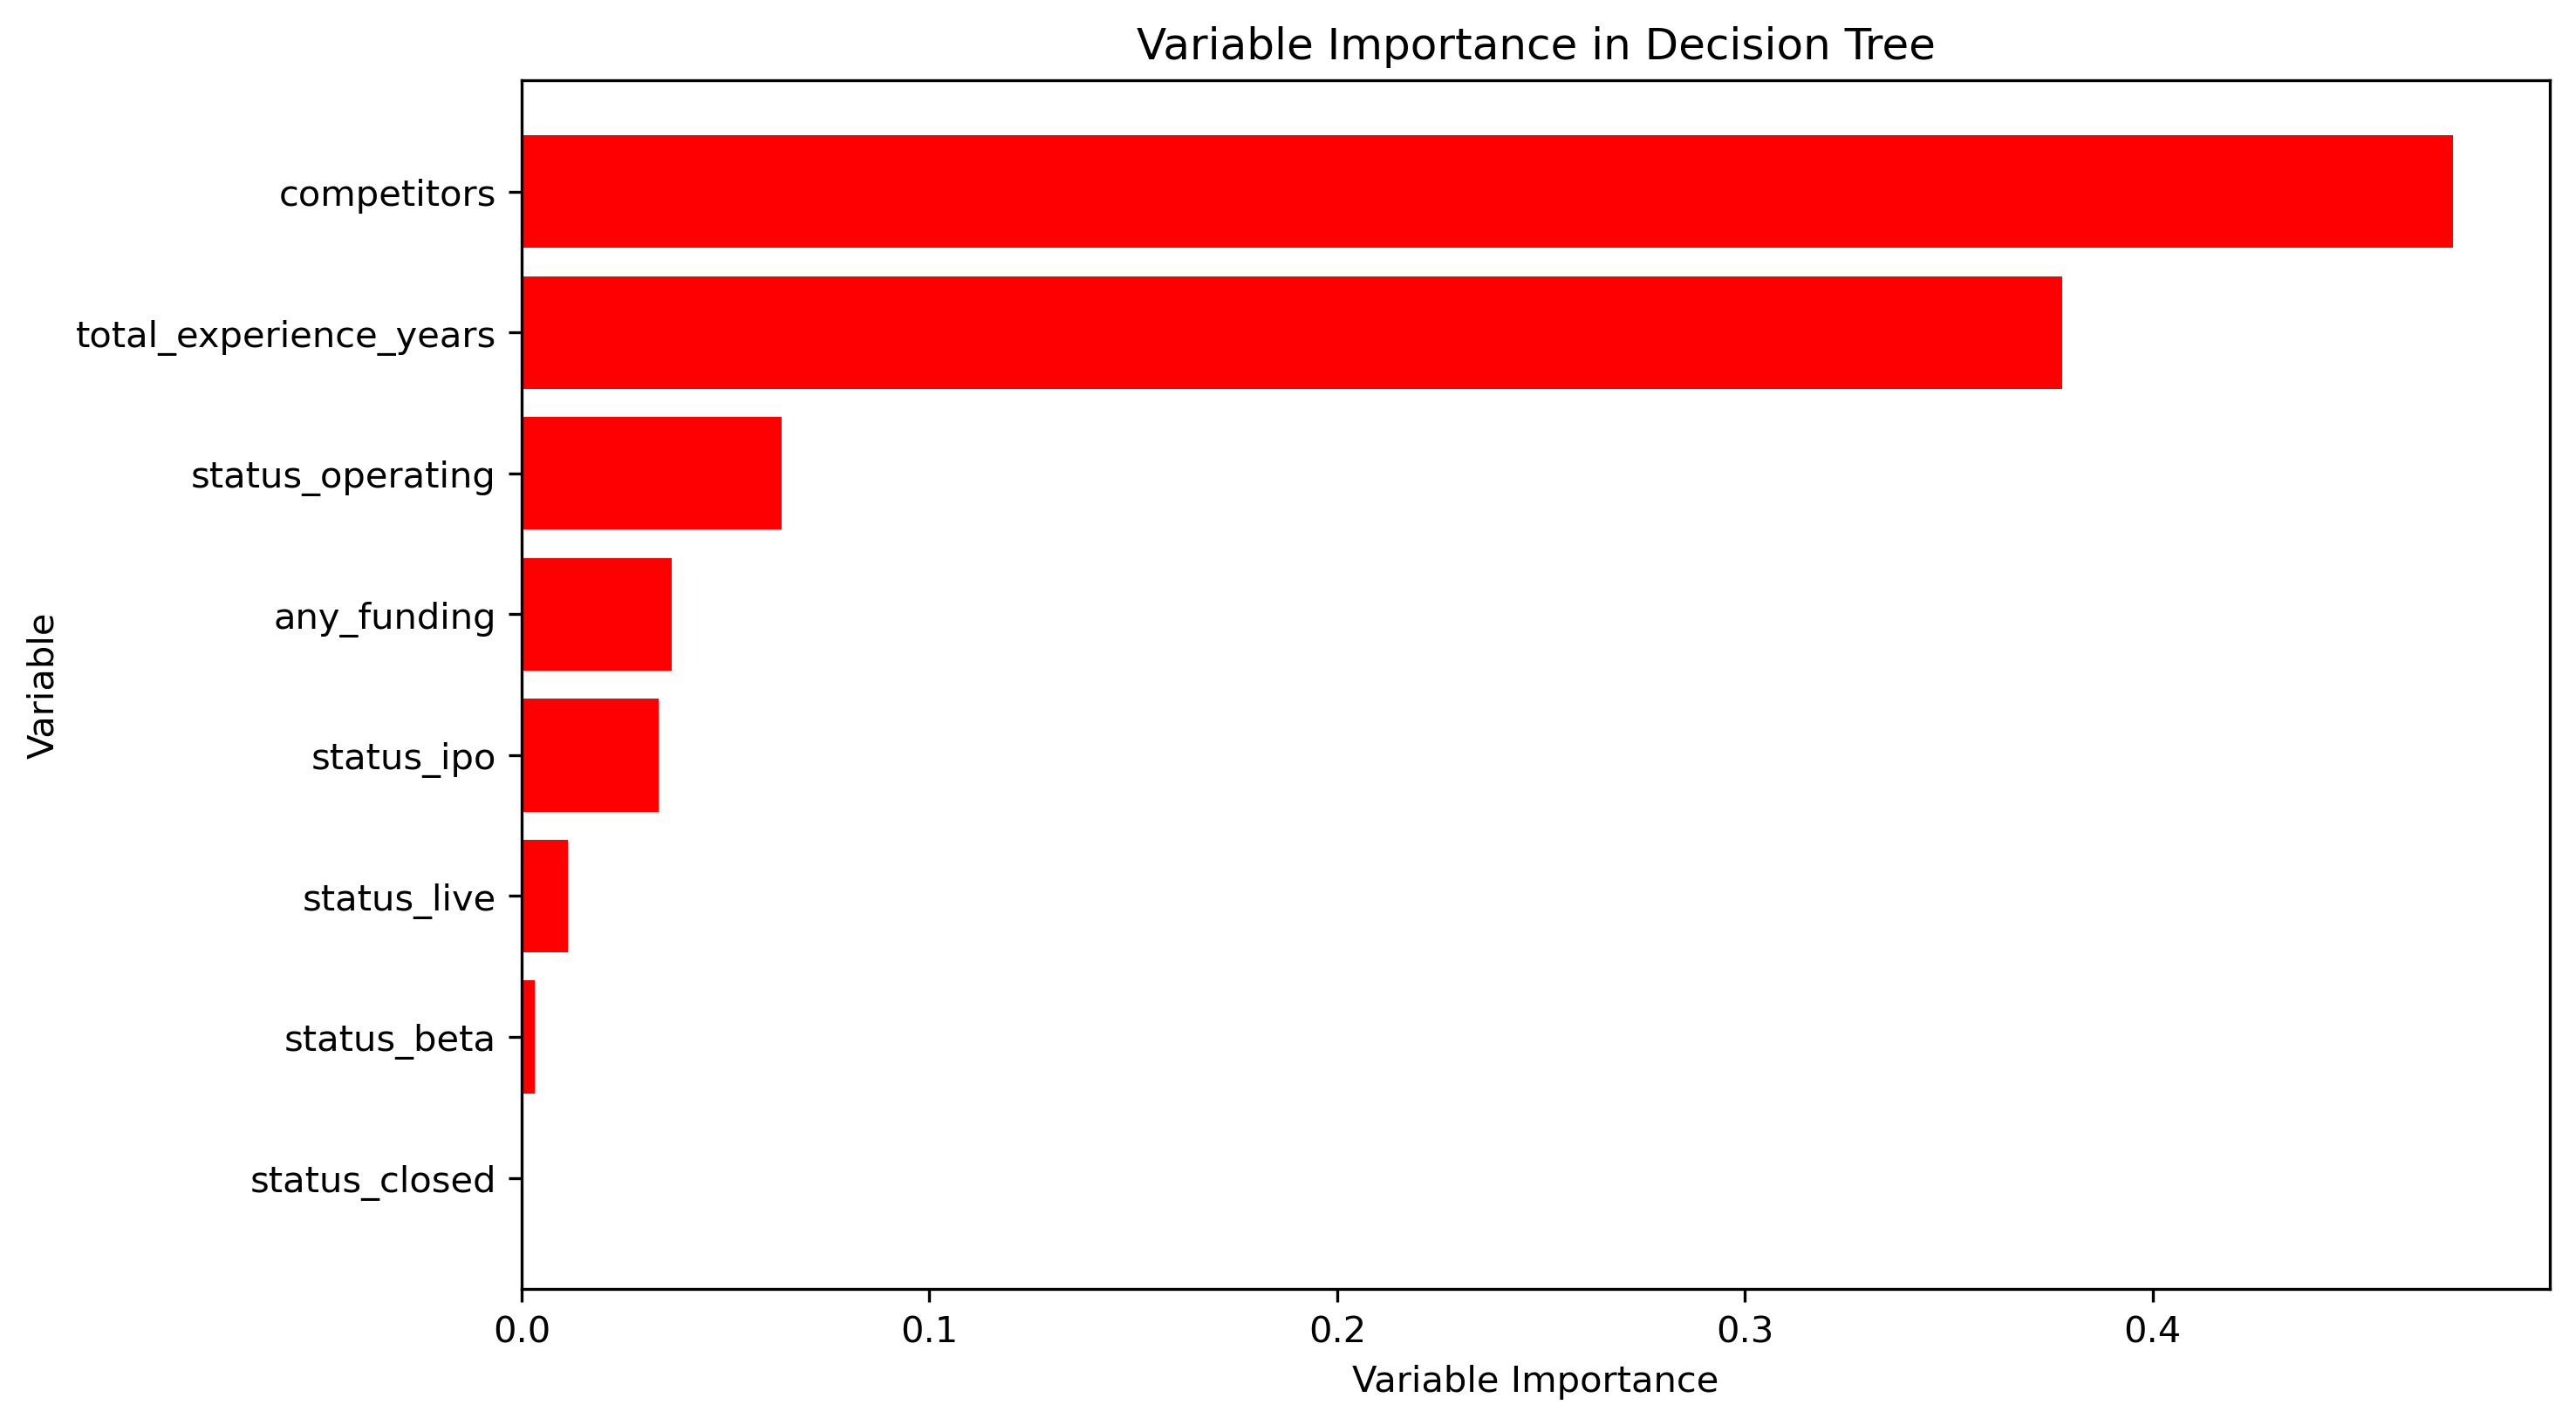 Variable Importance in Decision Tree
competitors
total_experience_years
status_operating
any_funding
status_ipo
status_live
status_beta
status_closed
Variable
0.0 0.1 0.2 0.3 0.4
Variable Importance